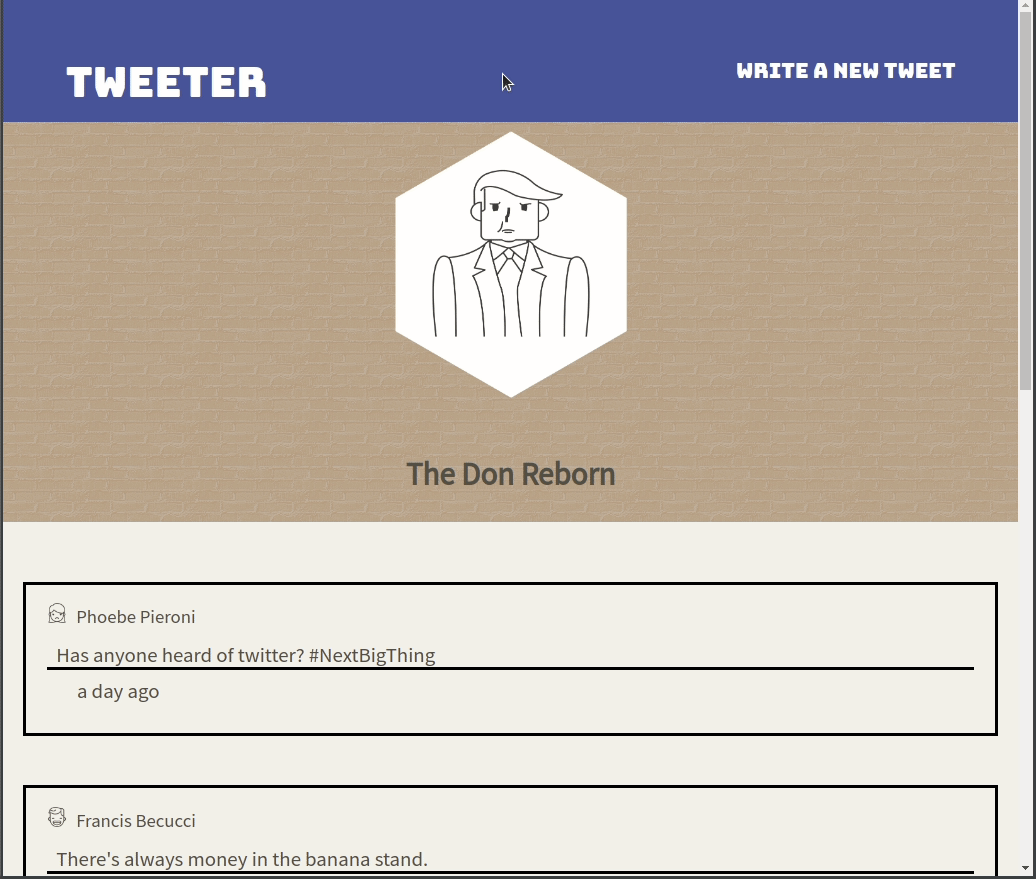 TWEETER
WRITE A NEW TWEET
The Don Reborn
Phoebe Pieroni
Has anyone heard of twitter? #NextBigThing
a day ago
Francis Becucci
There's always money in the banana stand.